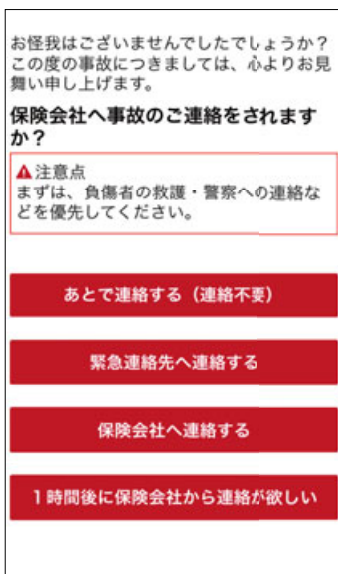 お怪我はございませんでしたでしょうか？
この度の事故につきましては、心よりお見
舞い申し上げます。
保険会社へ事故のご連絡をされます
か？
注意点
まずは、負傷者の救護・警察への連絡な
どを優先してください。
あとで連絡する（連絡不要）
緊急連絡先へ連絡する
保険会社へ連絡する
１時間後に保険会社から連絡が欲しい